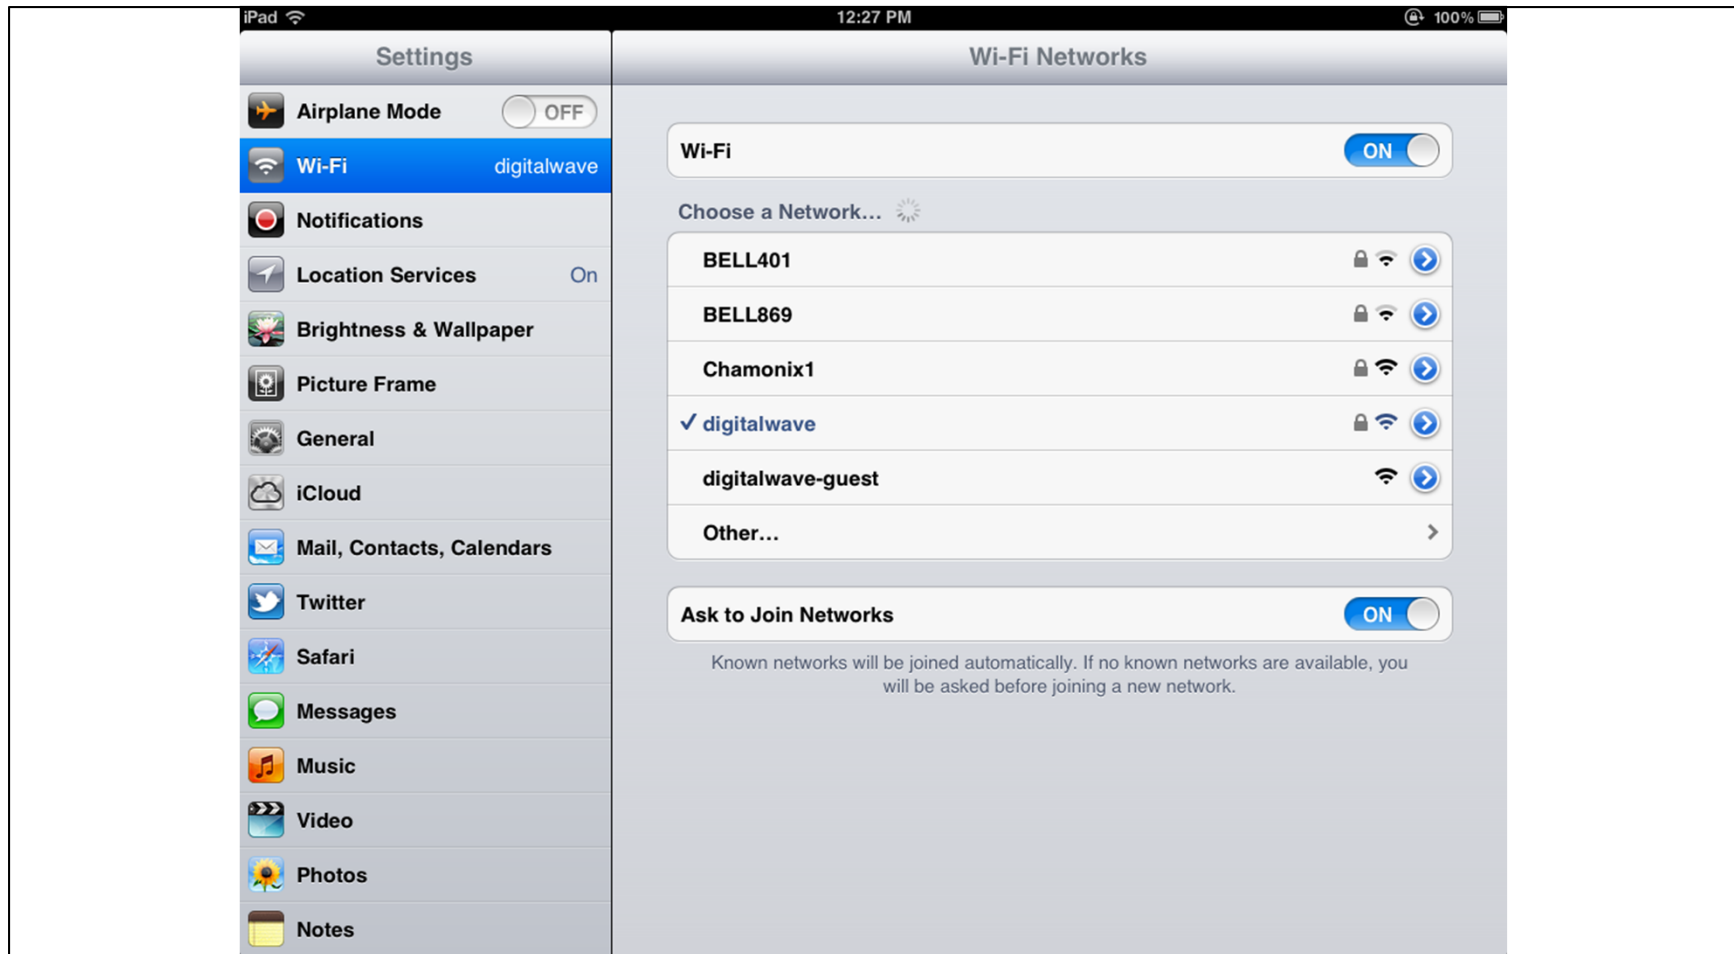 iPad 12:27 PM 100%
Settings
Airplane Mode OFF
Wi-Fi digitalwave
Notifications
Location Services On
Brightness & Wallpaper
Picture Frame
General
iCloud
Mail, Contacts, Calendars
Twitter
Safari
Messages
Music
Video
Photos
Notes
Wi-Fi Networks
Wi-Fi ON
Choose a Network...
BELL401
BELL869
Chamonix1
✓ digitalwave
digitalwave-guest
Other...
Ask to Join Networks ON
Known networks will be joined automatically. If no known networks are available, you
will be asked before joining a new network.